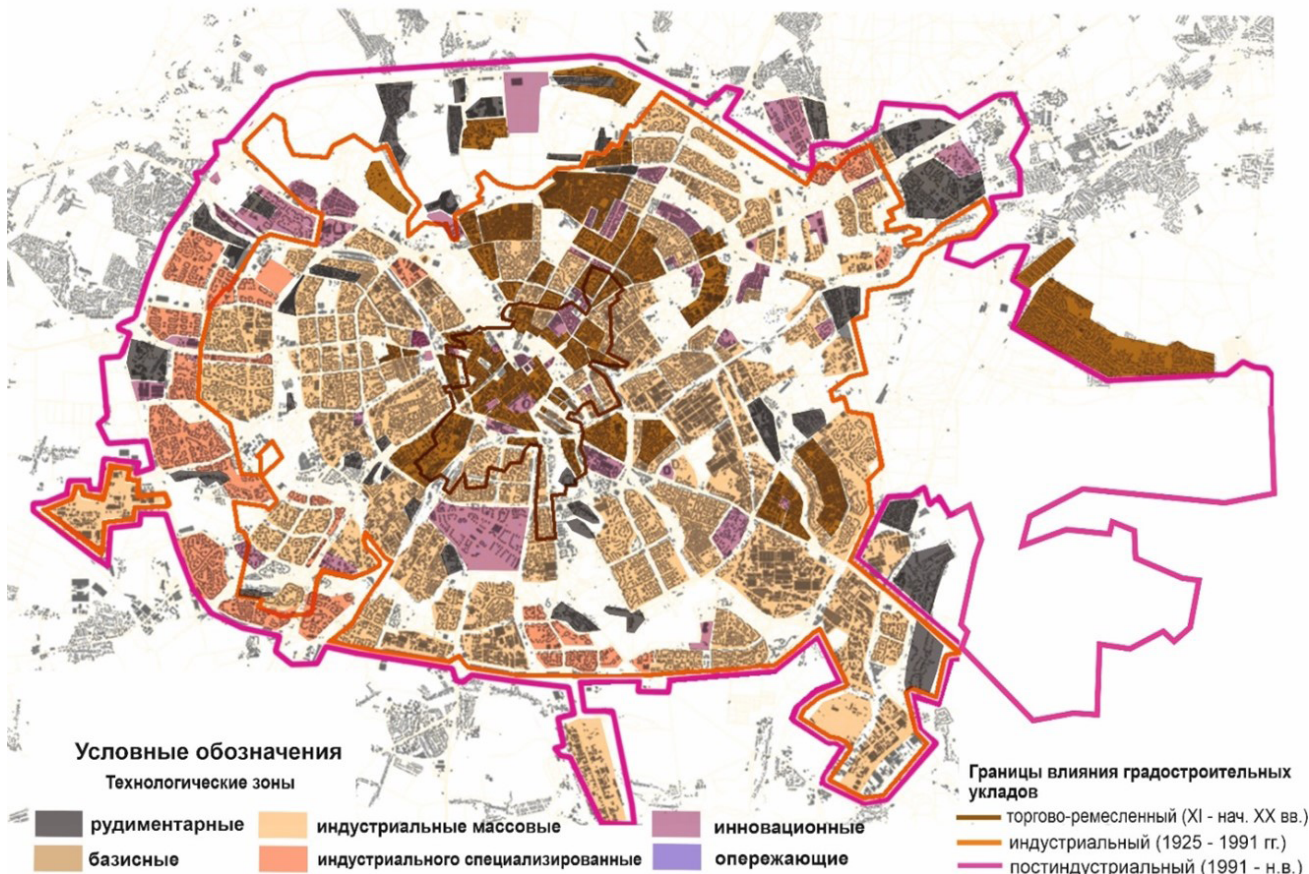 Условные обозначения
Технологические зоны
рудиментарные
базисные
индустриальные массовые
индустриального специализированные
инновационные
опережающие
Границы влияния градостроительных
укладов
торгово-ремесленный (XI - нач. XX вв.)
индустриальный (1925 - 1991 гг.)
постиндустриальный (1991 - н.в.)